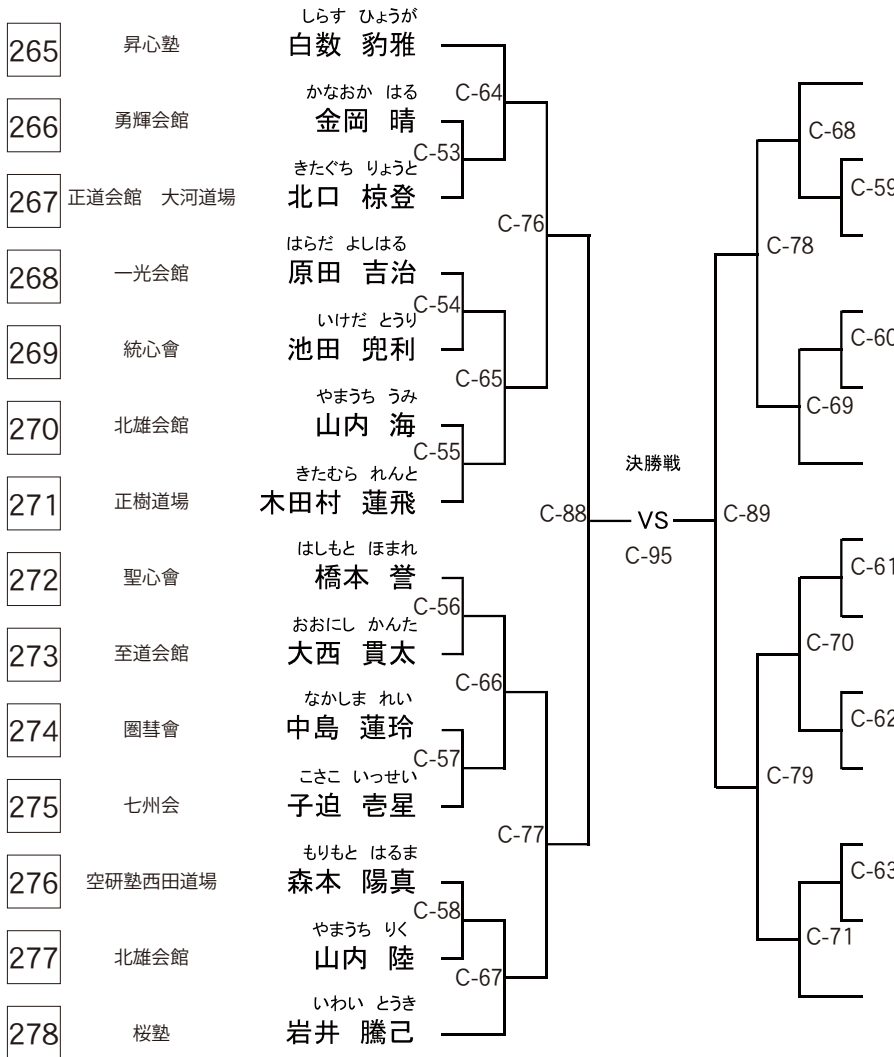 しらす ひょうが
265 昇心塾 白数 豹雅
C-64
かなおか はる
266 勇輝会館 金岡 晴
C-53
きたぐち りょうと
267 正道会館 大河道場 北口 椋登
C-76
はらだ よしはる
268 一光会館 原田 吉治
C-54
いけだ とうり
269 統心會 池田 兜利
C-65
やまうち うみ
270 北雄会館 山内 海
C-55
きたむら れんと
271 正樹道場 木田村 蓮飛
C-88
はしもと ほまれ
272 聖心會 橋本 誉
C-56
おおにし かんた
273 至道会館 大西 貫太
C-66
なかしま れい
274 圏彗會 中島 蓮玲
C-57
こさこ いっせい
275 七州会 子迫 壱星
C-77
もりもと はるま
276 空研塾西田道場 森本 陽真
C-58
やまうち りく
277 北雄会館 山内 陸
C-67
いわい とうき
278 桜塾 岩井 騰己
決勝戦
VS
C-95
C-68
C-59
C-78
C-60
C-69
C-89
C-61
C-70
C-62
C-79
C-63
C-71